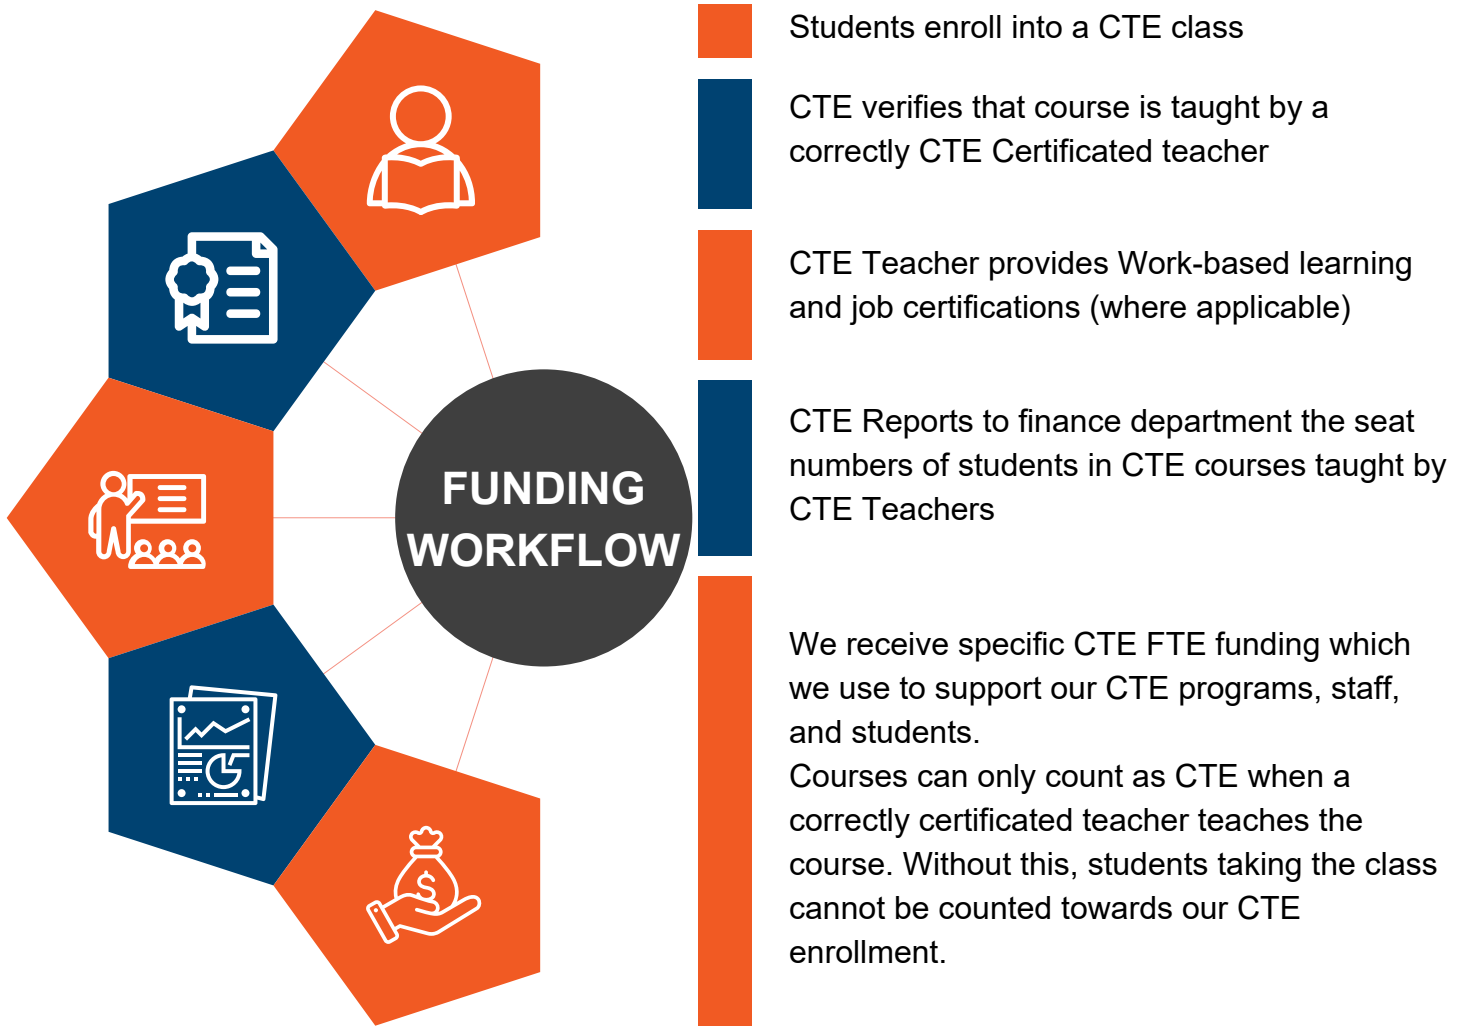 Students enroll into a CTE class
CTE verifies that course is taught by a
correctly CTE Certificated teacher
CTE Teacher provides Work-based learning
and job certifications (where applicable)
FUNDING
WORKFLOW
CTE Reports to finance department the seat
numbers of students in CTE courses taught by
CTE Teachers
We receive specific CTE FTE funding which
we use to support our CTE programs, staff,
and students.
Courses can only count as CTE when a
correctly certificated teacher teaches the
course. Without this, students taking the class
cannot be counted towards our CTE
enrollment.
$